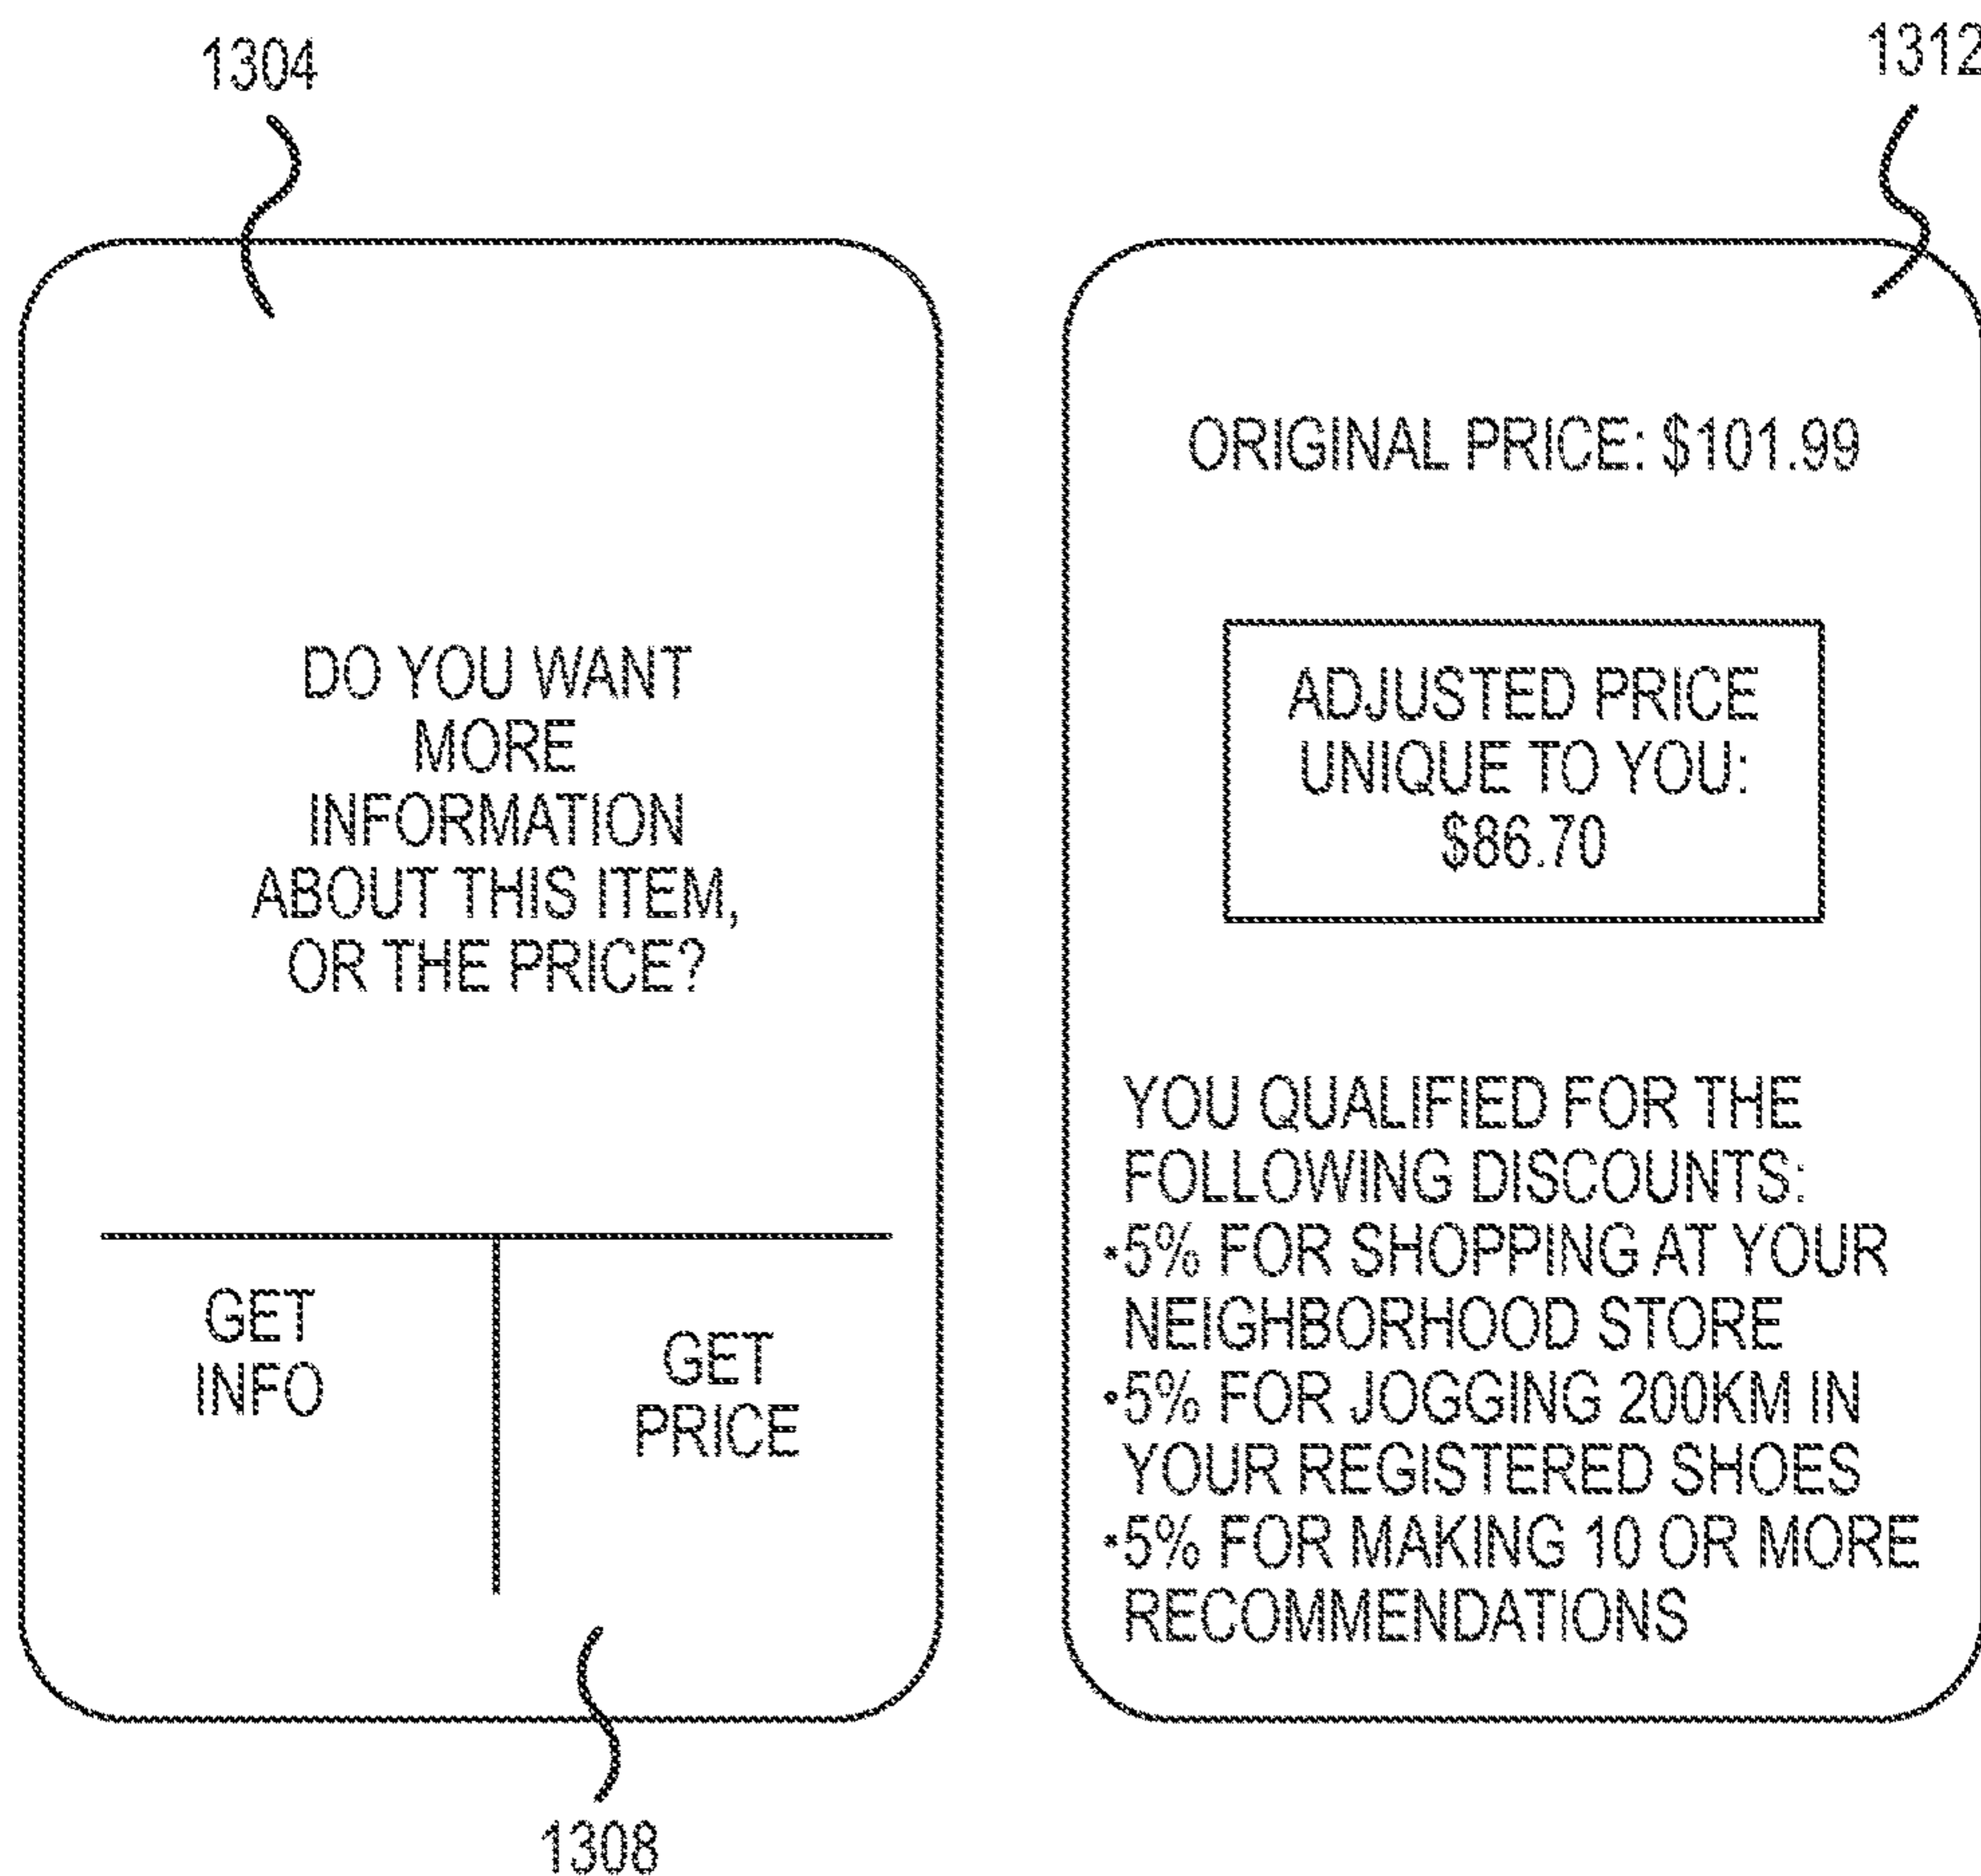 1304
1312
DO YOU WANT
MORE
INFORMATION
ABOUT THIS ITEM,
OR THE PRICE?
GET
INFO
GET
PRICE
1308
ORIGINAL PRICE: $101.99
ADJUSTED PRICE
UNIQUE TO YOU:
$86.70
YOU QUALIFIED FOR THE
FOLLOWING DISCOUNTS:
•5% FOR SHOPPING AT YOUR
NEIGHBORHOOD STORE
•5% FOR JOGGING 200KM IN
YOUR REGISTERED SHOES
•5% FOR MAKING 10 OR MORE
RECOMMENDATIONS